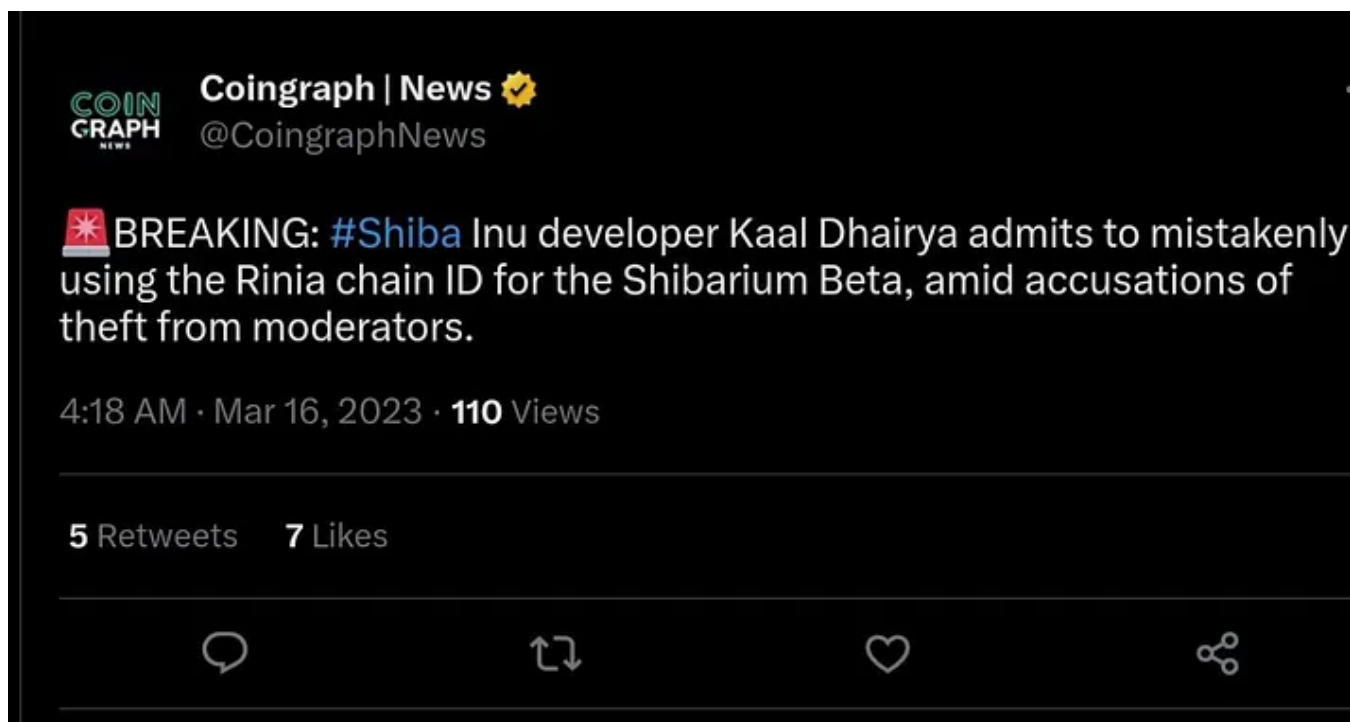 COIN
GRAPH
NEWS
Coingraph | News
@CoingraphNews
🚨BREAKING: #Shiba Inu developer Kaal Dhairya admits to mistakenly
using the Rinia chain ID for the Shibarium Beta, amid accusations of
theft from moderators.
4:18 AM · Mar 16, 2023 · 110 Views
5 Retweets 7 Likes